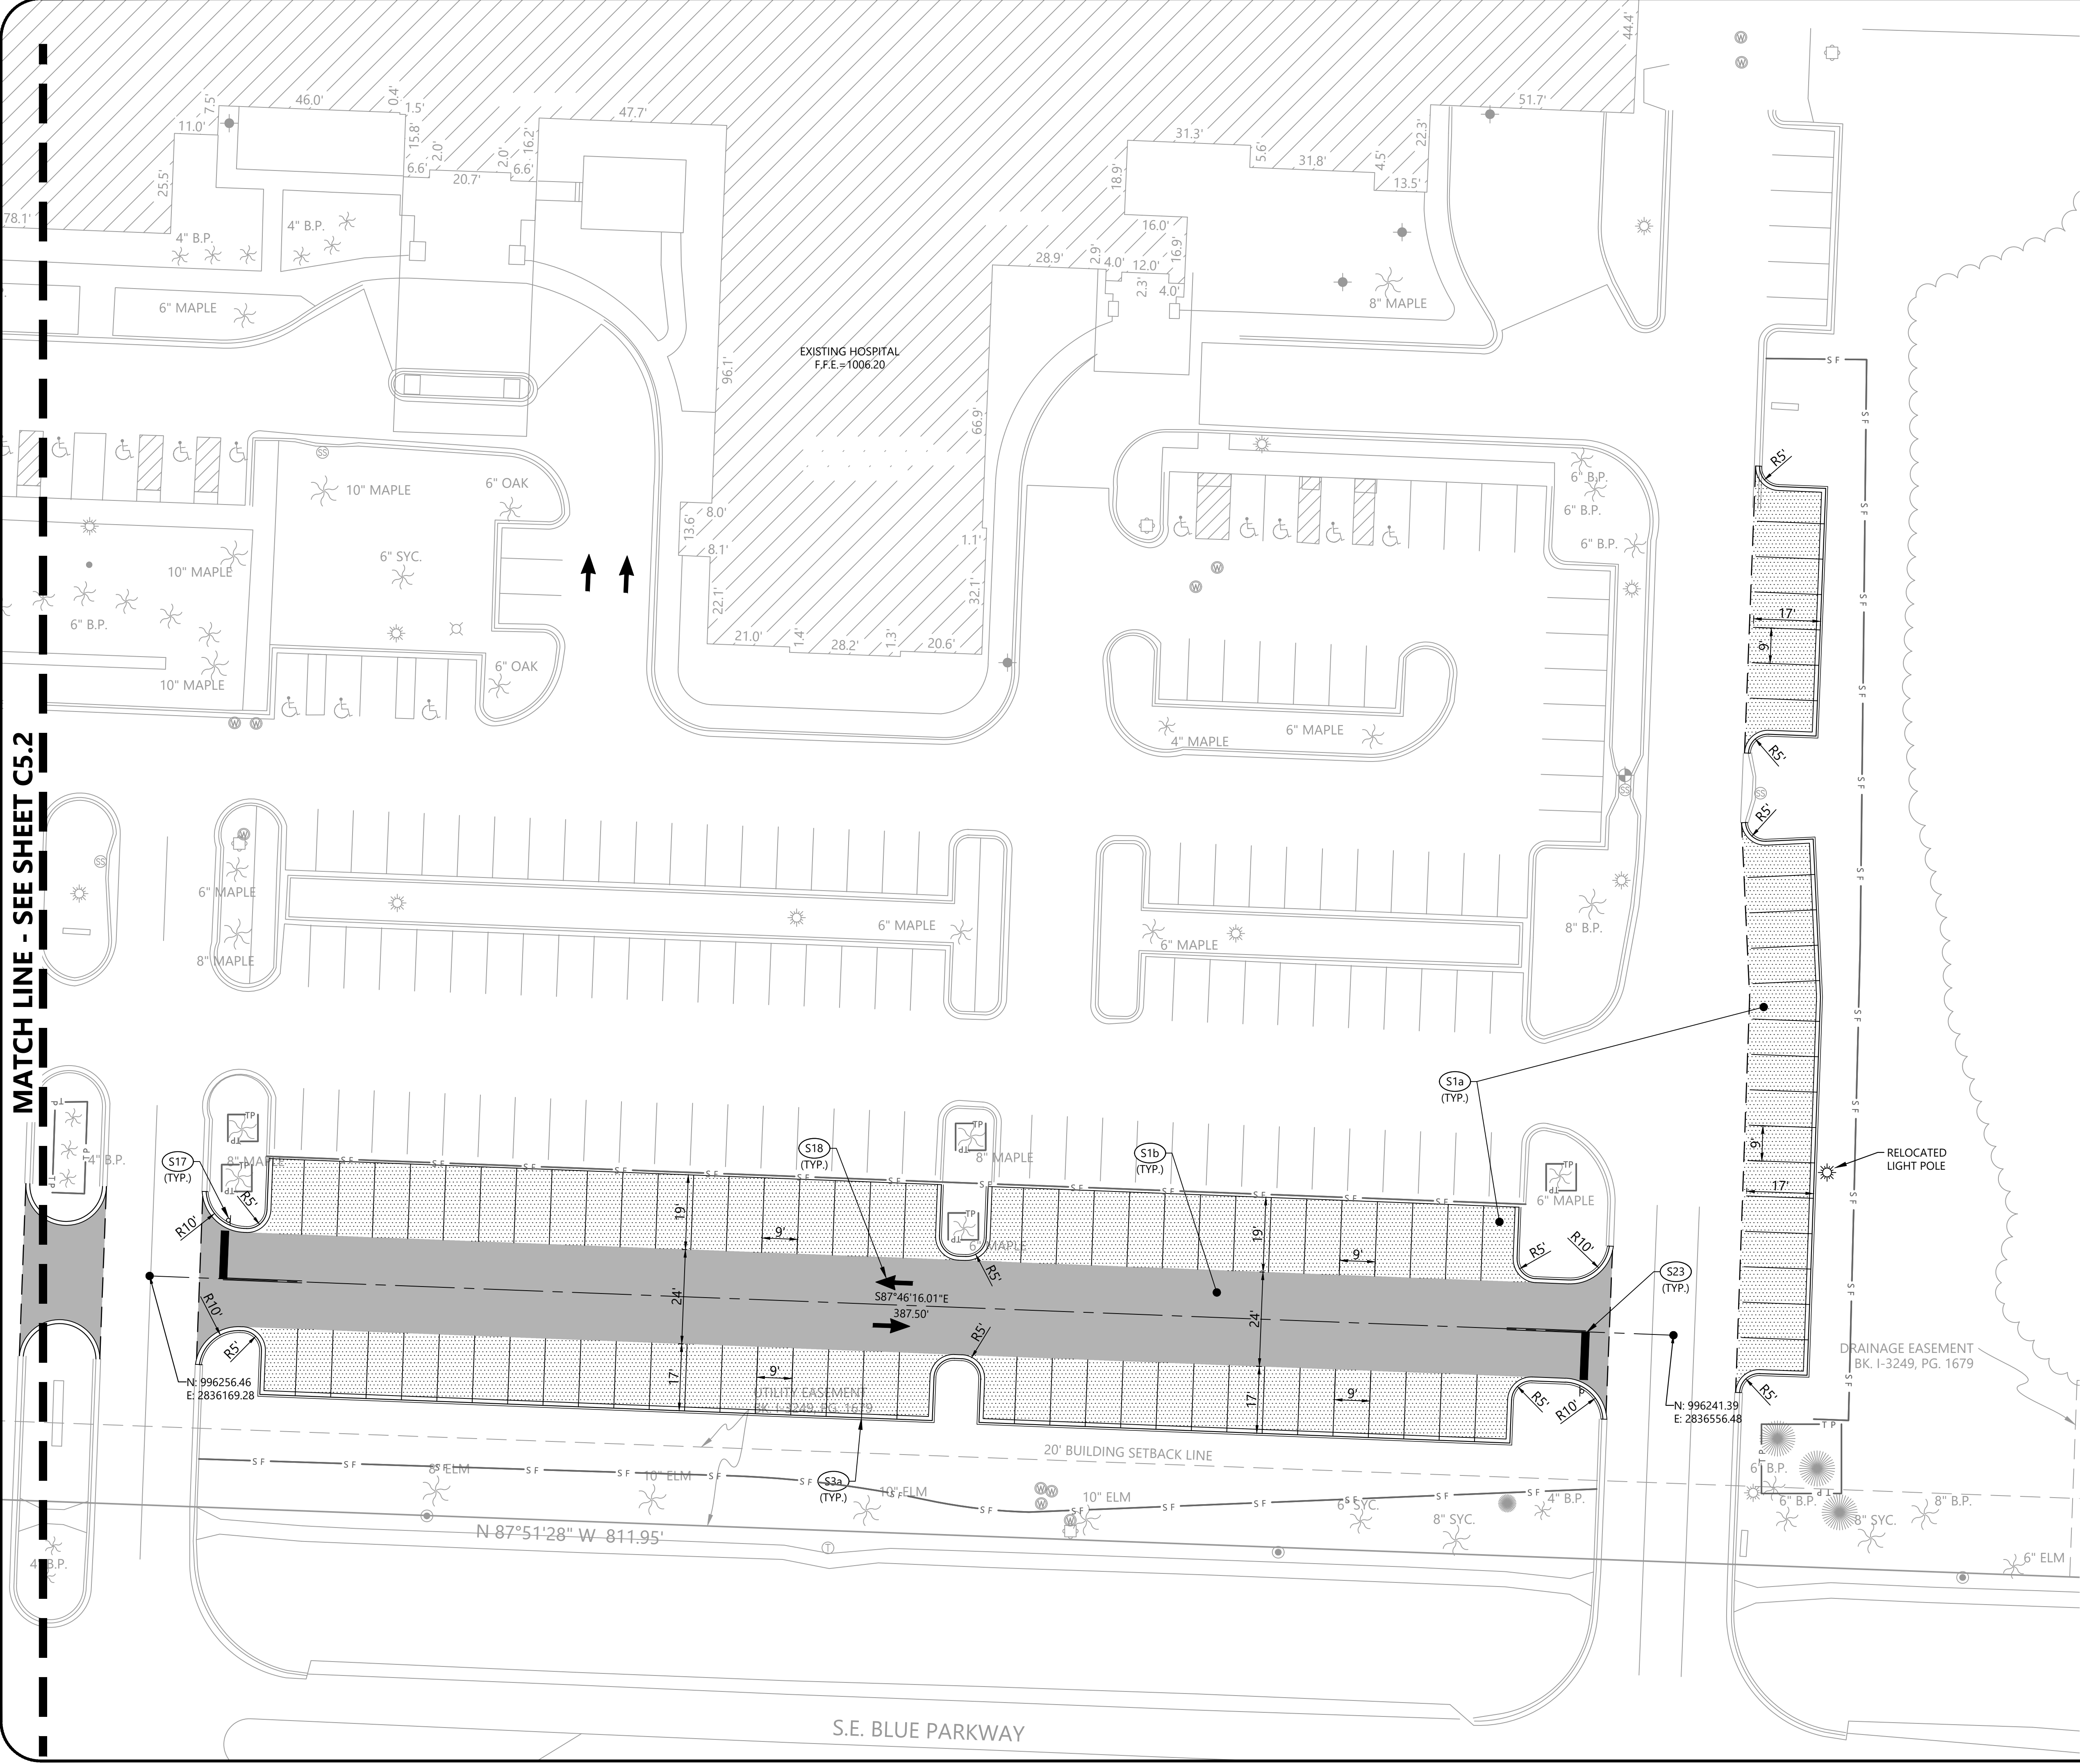 44.4'
7.5'
46.0'
0.4'
1.5'
47.7'
51.7'
11.0'
15.8'
2.0'
2.0'
16.2'
31.3'
5.6'
31.8'
4.5'
22.3'
6.6'
20.7'
6.6'
25.5'
18.9'
13.5'
78.1'
4" B.P.
4" B.P.
16.0'
2.9'
16.9'
28.9'
4.0'
12.0'
2.3'
4.0'
6" MAPLE
8" MAPLE
EXISTING HOSPITAL
F.F.E.=1006.20
96.1'
66.9'
SF
R5'
10" MAPLE
6" OAK
6" B.P.
6" B.P.
8.0'
13.6'
8.1'
1.1'
6" B.P.
6" SYC.
10" MAPLE
22.1'
32.1'
6" B.P.
17'
9'
21.0'
1.4'
28.2'
1.3'
20.6'
6" OAK
10" MAPLE
4" MAPLE
6" MAPLE
R5'
R5'
MATCH LINE - SEE SHEET C5.2
6" MAPLE
8" MAPLE
6" MAPLE
6" MAPLE
8" B.P.
S1a
(TYP.)
TP
4" B.P.
S17
(TYP.)
8" MAPLE
S18
(TYP.)
8" MAPLE
S1b
(TYP.)
6" MAPLE
9'
17'
RELOCATED
LIGHT POLE
R10'
R5'
19'
9'
6" MAPLE
R5'
19'
9'
R5'
R10'
S23
(TYP.)
24'
S87°46'16.01"E
387.50'
24'
R10'
R5'
R5'
N: 996256.46
E: 2836169.28
17'
9'
UTILITY EASEMENT
BK. I-3249, PG. 1679
17'
9'
R5'
R10'
R5'
N: 996241.39
E: 2836556.48
DRAINAGE EASEMENT
BK. I-3249, PG. 1679
20' BUILDING SETBACK LINE
S3a
(TYP.)
8" ELM
10" ELM
10" ELM
10" ELM
6" SYC.
8" SYC.
4" B.P.
6" B.P.
6" B.P.
8" B.P.
8" SYC.
6" ELM
4" B.P.
N 87°51'28" W 811.95'
S.E. BLUE PARKWAY